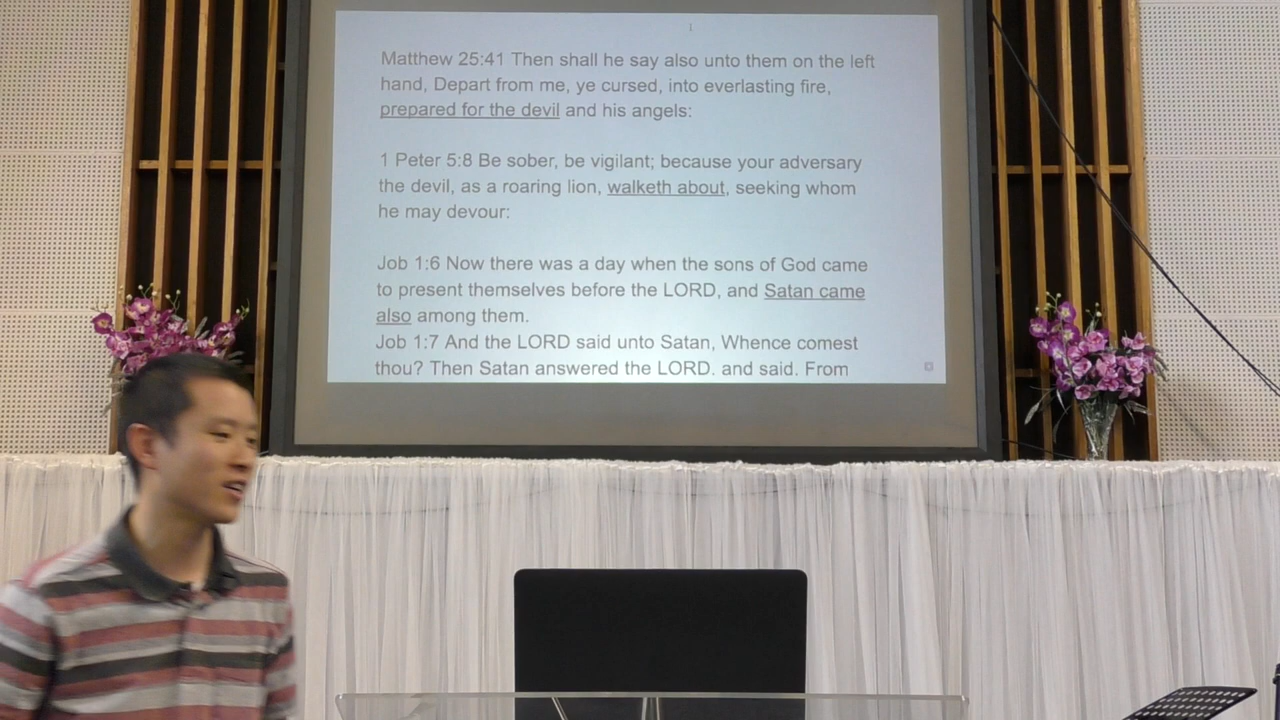 Matthew 25:41 Then shall he say also unto them on the left
hand, Depart from me, ye cursed, into everlasting fire,
prepared for the devil and his angels:
1 Peter 5:8 Be sober, be vigilant; because your adversary
the devil, as a roaring lion, walketh about, seeking whom
he may devour:
Job 1:6 Now there was a day when the sons of God came
to present themselves before the LORD, and Satan came
also among them.
Job 1:7 And the LORD said unto Satan, Whence comest
thou? Then Satan answered the LORD. and said. From